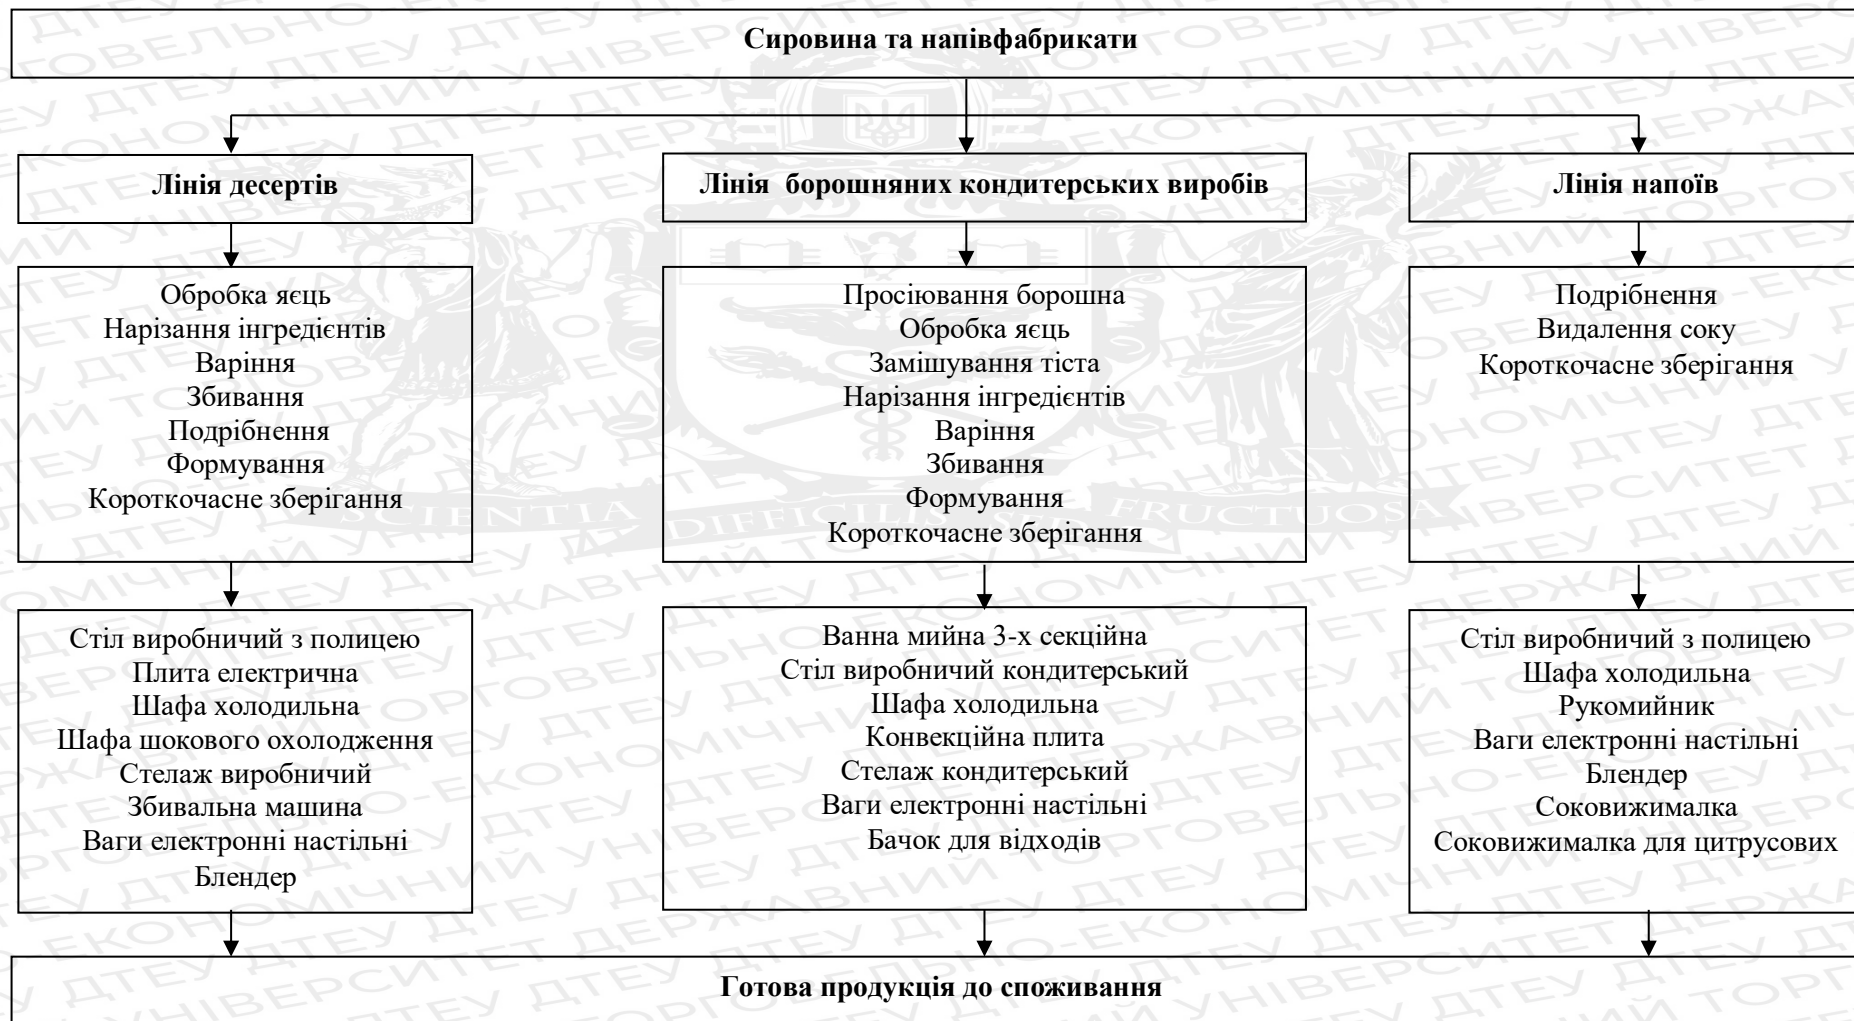 Сировина та напівфабрикати
Лінія десертів
Лінія борошняних кондитерських виробів
Лінія напоїв
Обробка яєць
Нарізання інгредієнтів
Варіння
Збивання
Подрібнення
Формування
Короткочасне зберігання
Просіювання борошна
Обробка яєць
Замішування тіста
Нарізання інгредієнтів
Варіння
Збивання
Формування
Короткочасне зберігання
Подрібнення
Видалення соку
Короткочасне зберігання
SCIENTIA DIFFICILIS SED FRUCTUOSA
Стіл виробничий з полицею
Плита електрична
Шафа холодильна
Шафа шокового охолодження
Стелаж виробничий
Збивальна машина
Ваги електронні настільні
Блендер
Ванна мийна 3-х секційна
Стіл виробничий кондитерський
Шафа холодильна
Конвекційна плита
Стелаж кондитерський
Ваги електронні настільні
Бачок для відходів
Стіл виробничий з полицею
Шафа холодильна
Рукомийник
Ваги електронні настільні
Блендер
Соковижималка
Соковижималка для цитрусових
Готова продукція до споживання